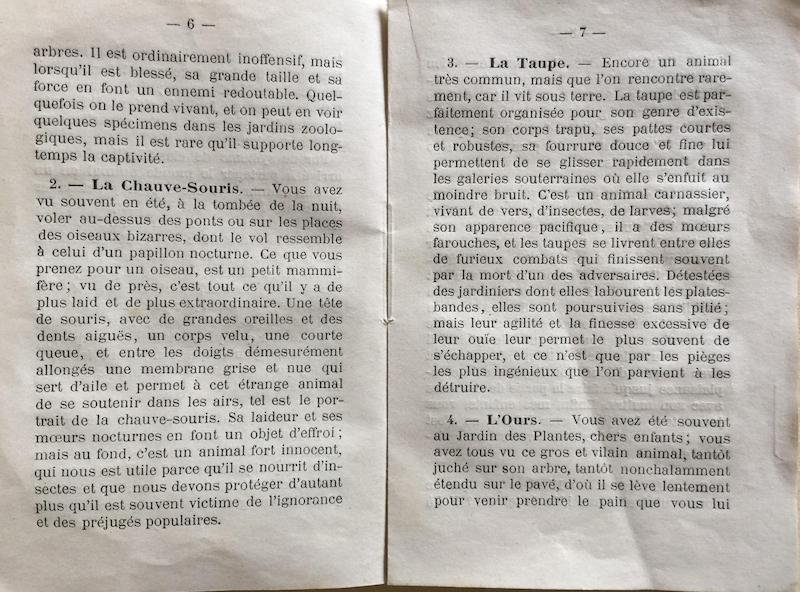 — 6 —
arbres. Il est ordinairement inoffensif, mais
lorsqu'il est blessé, sa grande taille et sa
force en font un ennemi redoutable. Quel-
quefois on le prend vivant, et on peut en voir
quelques spécimens dans les jardins zoolo-
giques, mais il est rare qu'il supporte long-
temps la captivité.
2. — La Chauve-Souris. — Vous avez
vu souvent en été, à la tombée de la nuit,
voler au-dessus des ponts ou sur les places
des oiseaux bizarres, dont le vol ressemble
à celui d'un papillon nocturne. Ce que vous
prenez pour un oiseau, est un petit mammi-
fère; vu de près, c'est tout ce qu'il y a de
plus laid et de plus extraordinaire. Une tête
de souris, avec de grandes oreilles et des
dents aiguës, un corps velu, une courte
queue, et entre les doigts démesurément
allongés une membrane grise et nue qui
sert d'aile et permet à cet étrange animal
de se soutenir dans les airs, tel est le por-
trait de la chauve-souris. Sa laideur et ses
mœurs nocturnes en font un objet d'effroi;
mais au fond, c'est un animal fort innocent,
qui nous est utile parce qu'il se nourrit d'in-
sectes et que nous devons protéger d'autant
plus qu'il est souvent victime de l'ignorance
et des préjugés populaires.
— 7 —
3. — La Taupe. — Encore un animal
très commun, mais que l'on rencontre rare-
ment, car il vit sous terre. La taupe est par-
faitement organisée pour son genre d'exis-
tence; son corps trapu, ses pattes courtes
et robustes, sa fourrure douce et fine lui
permettent de se glisser rapidement dans
les galeries souterraines où elle s'enfuit au
moindre bruit. C'est un animal carnassier,
vivant de vers, d'insectes, de larves; malgré
son apparence pacifique, il a des mœurs
farouches, et les taupes se livrent entre elles
de furieux combats qui finissent souvent
par la mort d'un des adversaires. Détestées
des jardiniers dont elles labourent les plates-
bandes, elles sont poursuivies sans pitié;
mais leur agilité et la finesse excessive de
leur ouïe leur permet le plus souvent de
s'échapper, et ce n'est que par les pièges
les plus ingénieux que l'on parvient à les
détruire.
4. — L'Ours. — Vous avez été souvent
au Jardin des Plantes, chers enfants; vous
avez tous vu ce gros et vilain animal, tantôt
juché sur son arbre, tantôt nonchalamment
étendu sur le pavé, d'où il se lève lentement
pour venir prendre le pain que vous lui